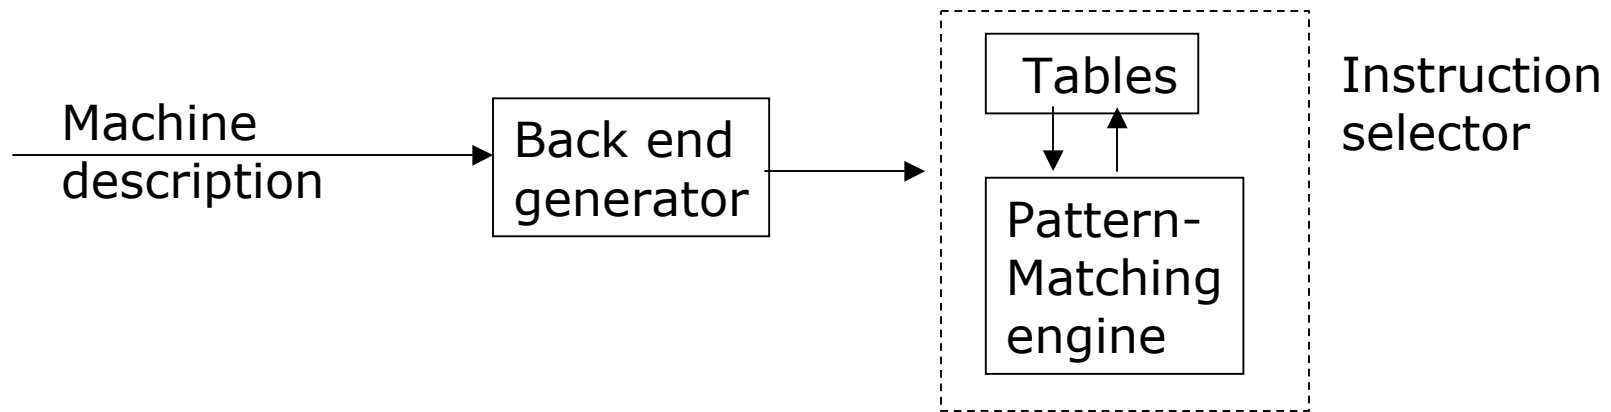 Machine
description
Back end
generator
Tables
Pattern-
Matching
engine
Instruction
selector